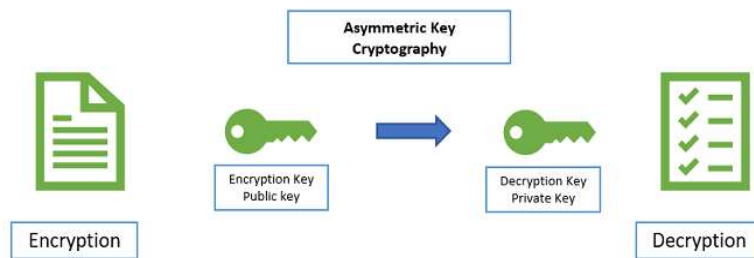 Asymmetric Key
Cryptography
Encryption Key
Public key
Decryption Key
Private Key
Encryption
Decryption